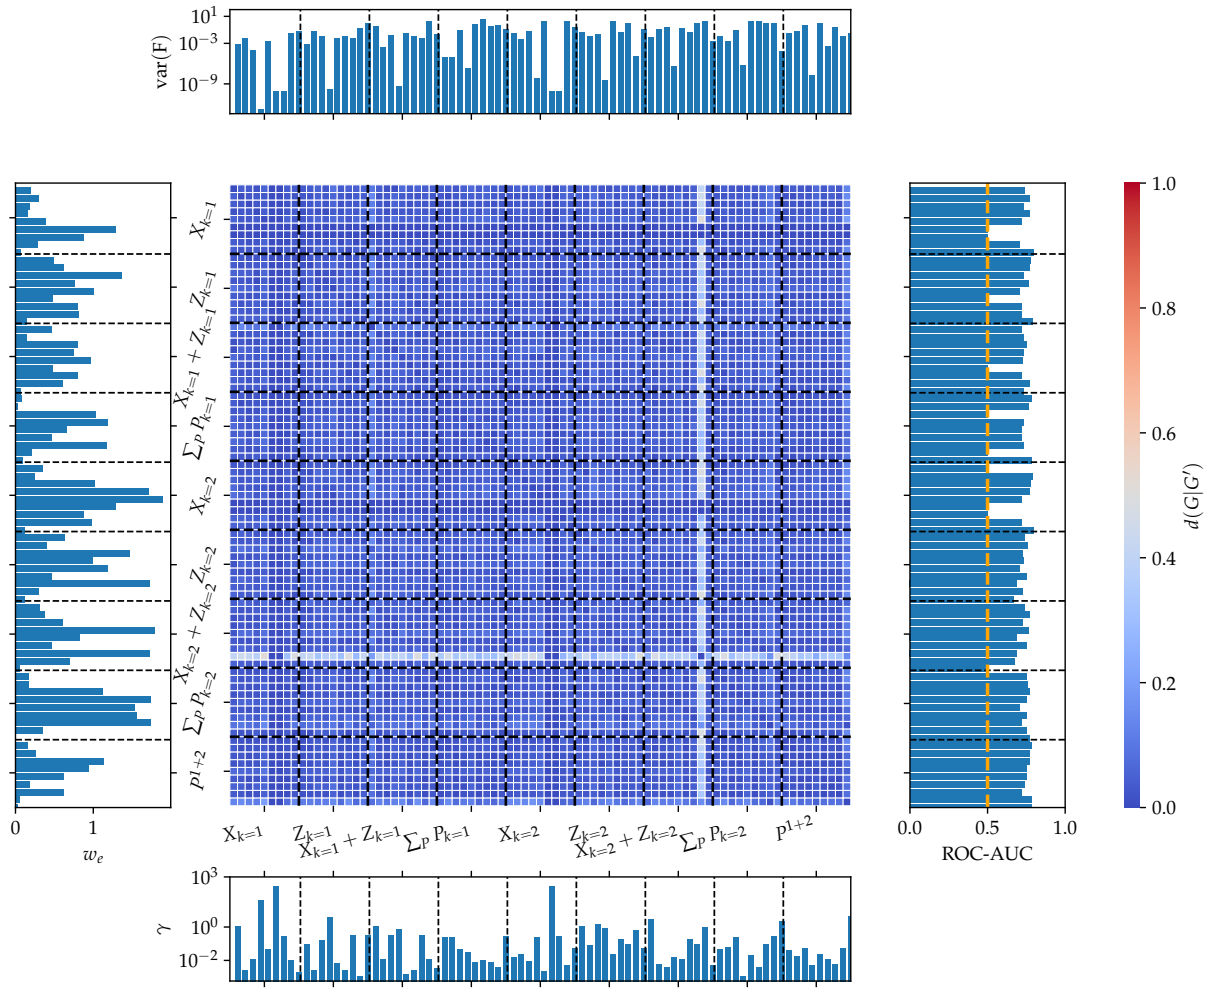 10¹
10⁻³
10⁻⁹
var(F)
X_{k=1}
Z_{k=1}
X_{k=1} + Z_{k=1}
∑_P P_{k=1}
X_{k=2}
Z_{k=2}
X_{k=2} + Z_{k=2}
∑_P P_{k=2}
P^{1+2}
0 1
w_e
X_{k=1} Z_{k=1} X_{k=1} + Z_{k=1} ∑_P P_{k=1} X_{k=2} Z_{k=2} X_{k=2} + Z_{k=2} ∑_P P_{k=2} P^{1+2}
0.0 0.5 1.0
ROC-AUC
1.0
0.8
0.6
0.4
0.2
0.0
d(G|G′)
10³
10⁰
10⁻²
γ